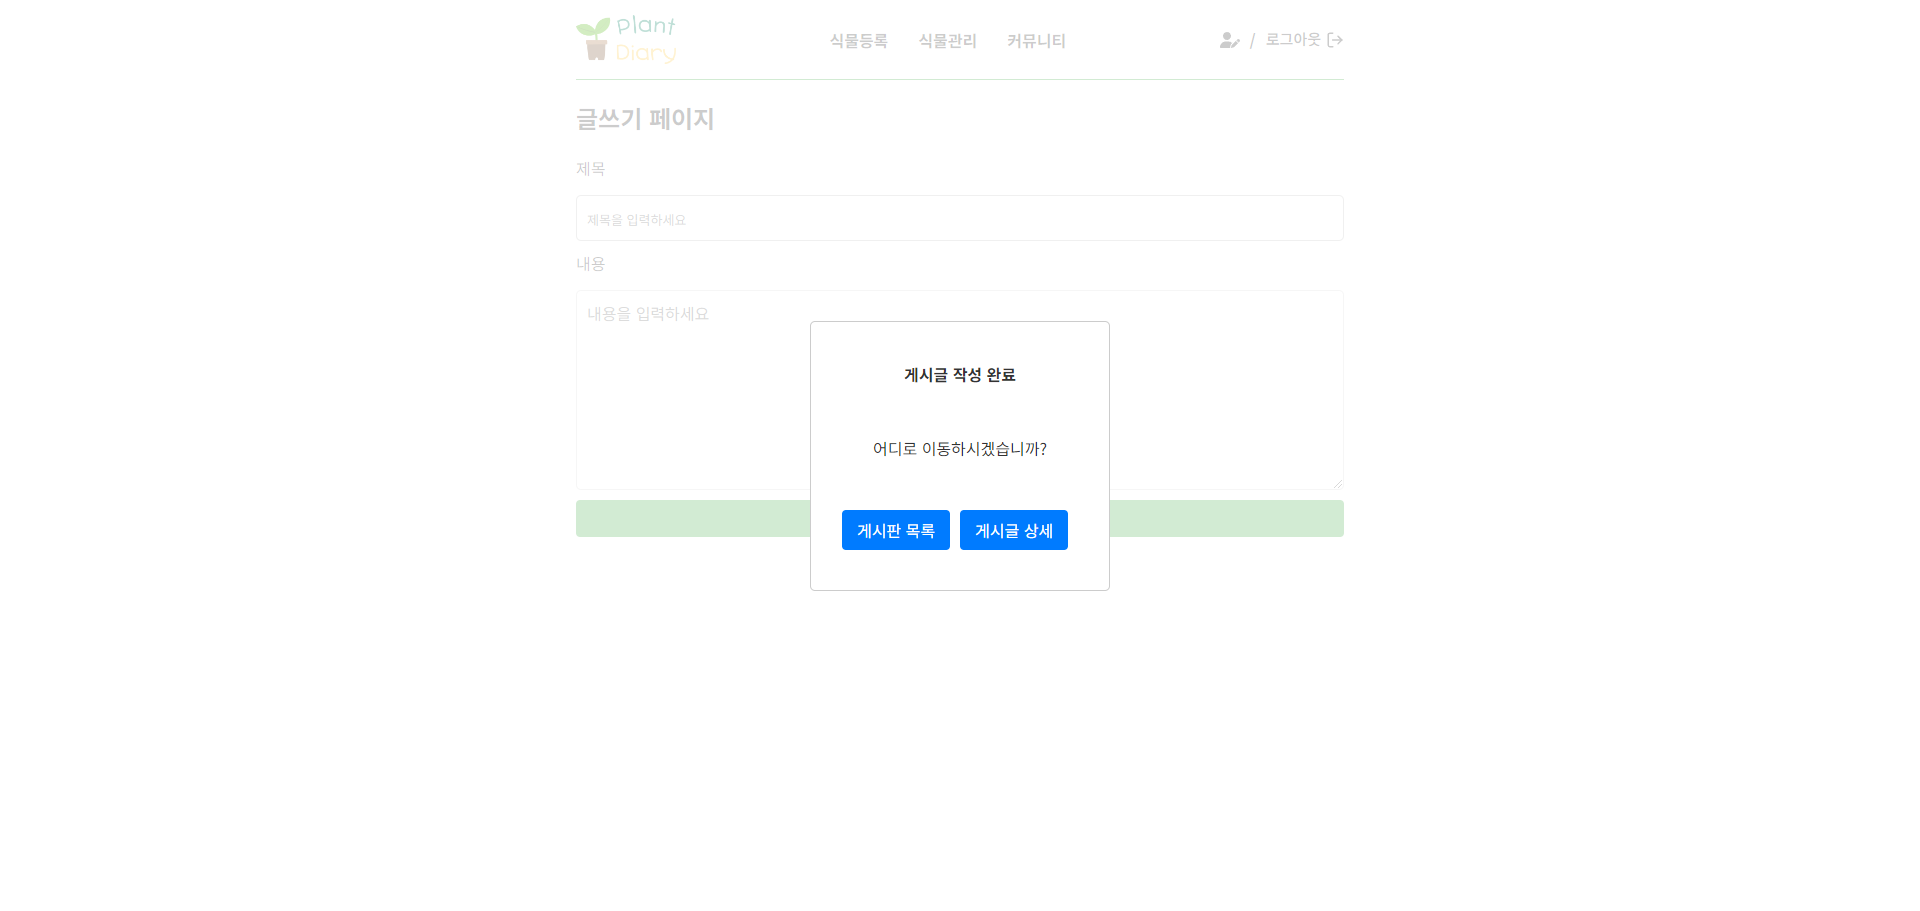 Plant
Diary
식물등록 식물관리 커뮤니티
/ 로그아웃
글쓰기 페이지
제목
제목을 입력하세요
내용
내용을 입력하세요
게시글 작성 완료
어디로 이동하시겠습니까?
게시판 목록 게시글 상세